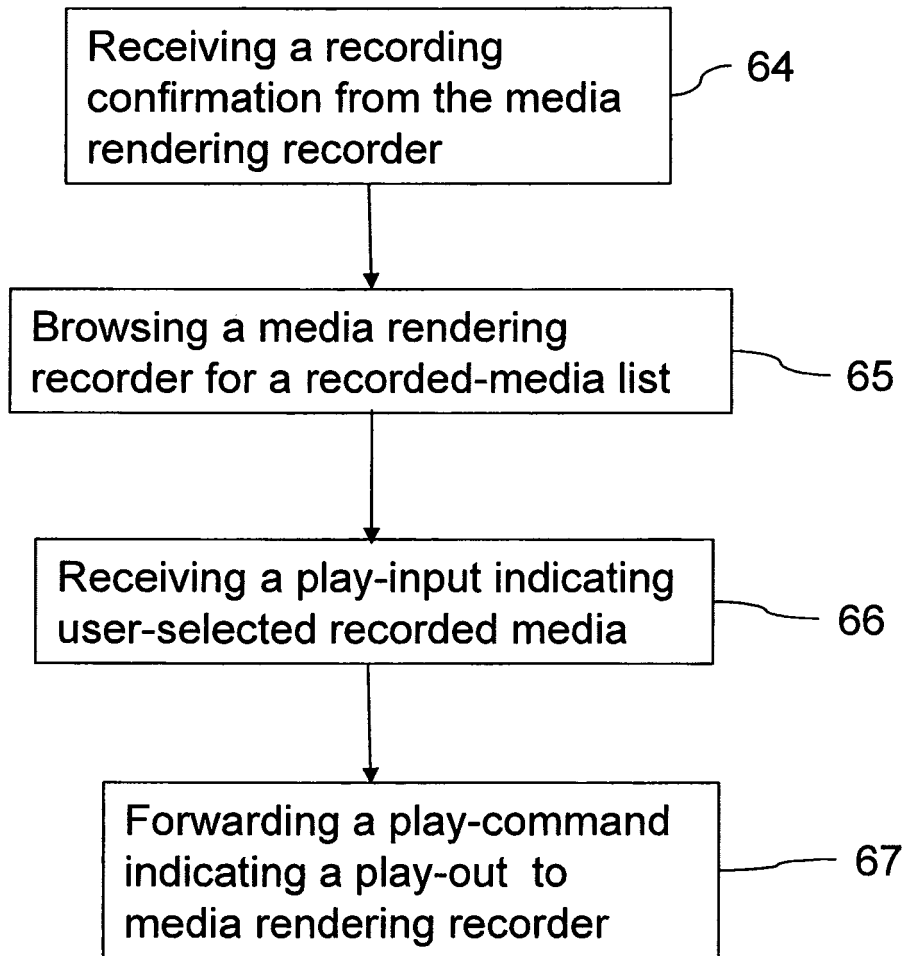 Receiving a recording
confirmation from the media
rendering recorder
64
Browsing a media rendering
recorder for a recorded-media list
65
Receiving a play-input indicating
user-selected recorded media
66
Forwarding a play-command
indicating a play-out to
media rendering recorder
67